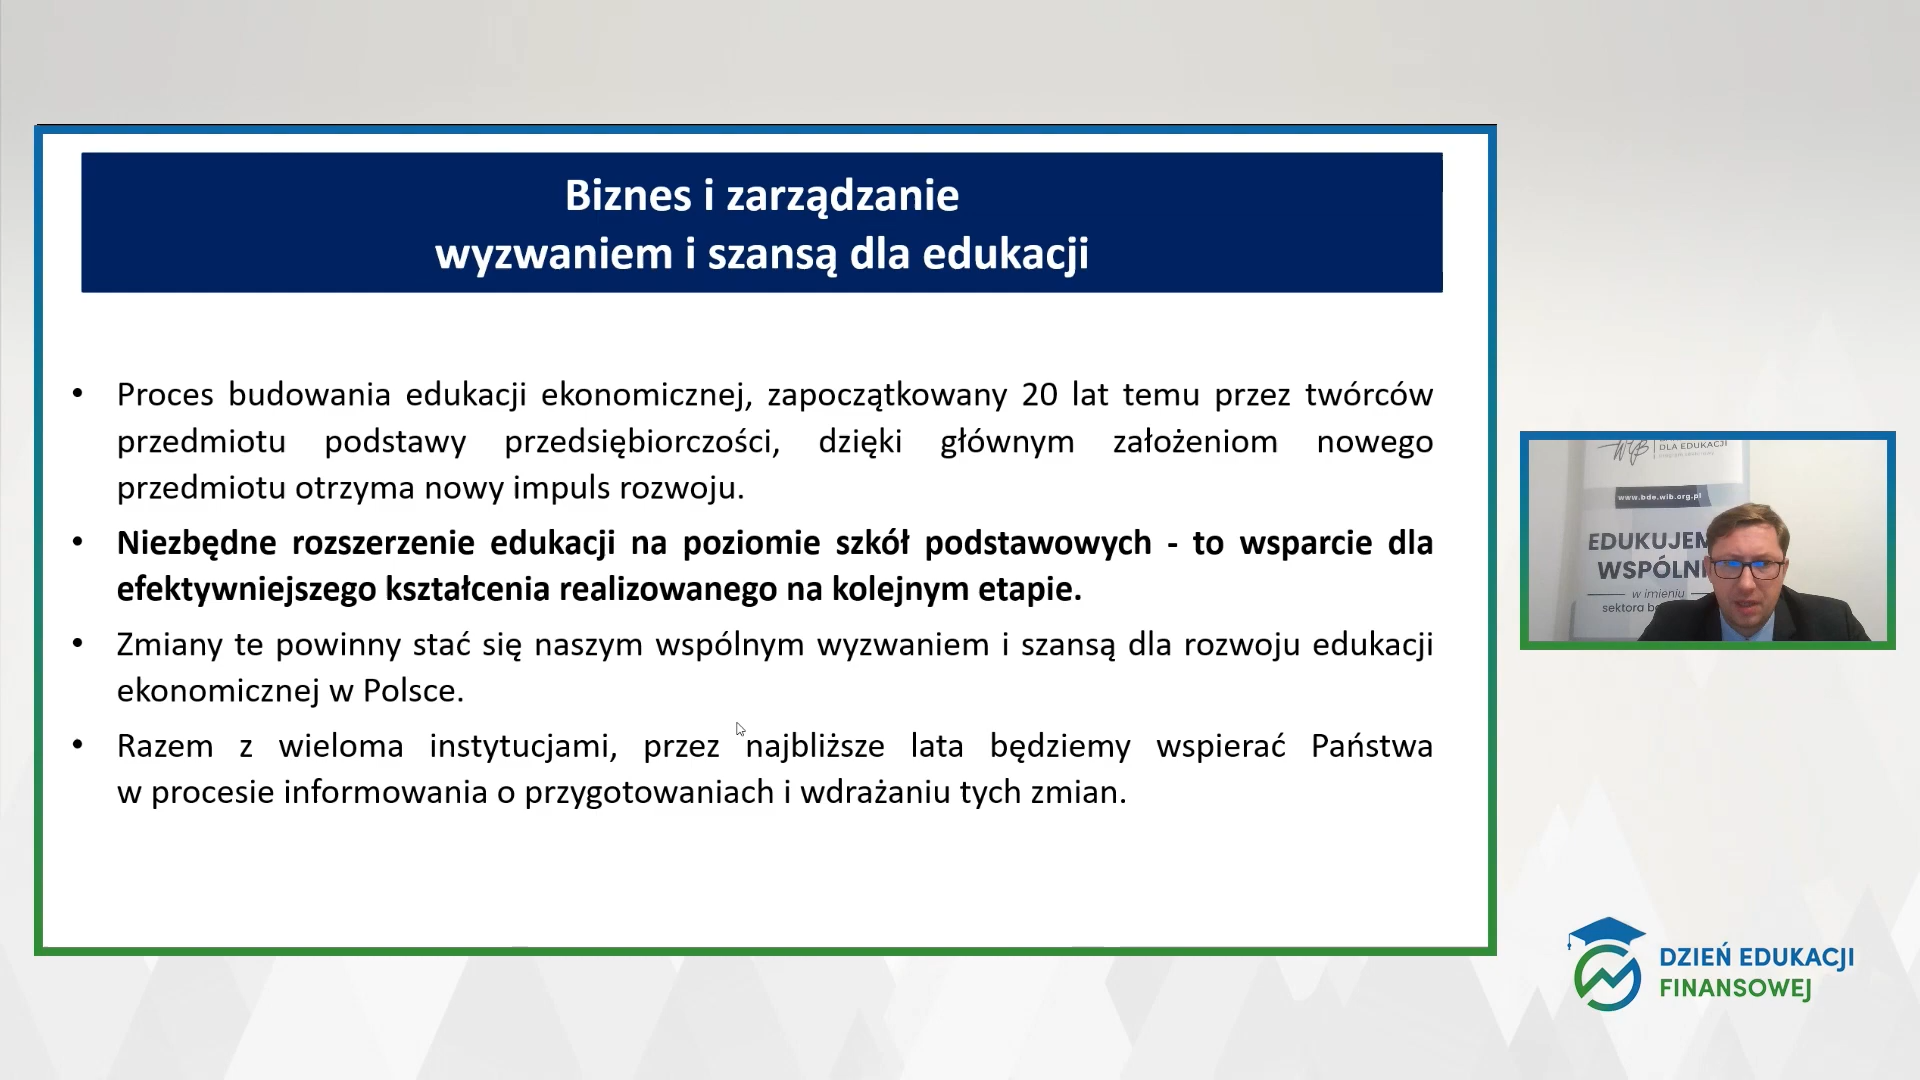 Biznes i zarządzanie
wyzwaniem i szansą dla edukacji
• Proces budowania edukacji ekonomicznej, zapoczątkowany 20 lat temu przez twórców
przedmiotu podstawy przedsiębiorczości, dzięki głównym założeniom nowego
przedmiotu otrzyma nowy impuls rozwoju.
• Niezbędne rozszerzenie edukacji na poziomie szkół podstawowych - to wsparcie dla
efektywniejszego kształcenia realizowanego na kolejnym etapie.
• Zmiany te powinny stać się naszym wspólnym wyzwaniem i szansą dla rozwoju edukacji
ekonomicznej w Polsce.
• Razem z wieloma instytucjami, przez najbliższe lata będziemy wspierać Państwa
w procesie informowania o przygotowaniach i wdrażaniu tych zmian.
WIB
DLA EDUKACJI
www.bde.wib.org.pl
EDUKUJEM
WSPÓLNI
w imieniu
sektora b
DZIEŃ EDUKACJI
FINANSOWEJ